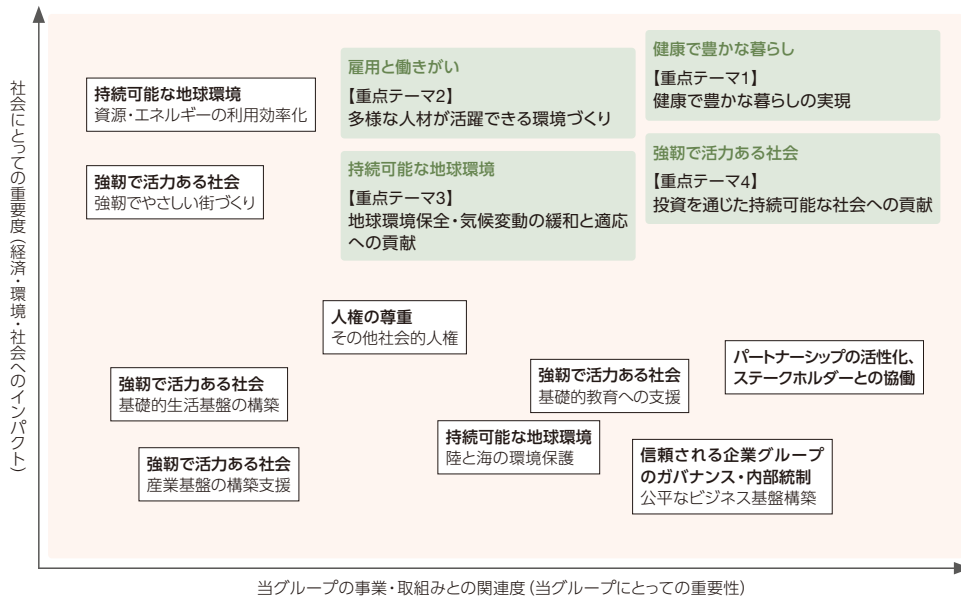 社会にとっての重要度（経済・環境・社会へのインパクト）
持続可能な地球環境
資源・エネルギーの利用効率化
雇用と働きがい
【重点テーマ2】
多様な人材が活躍できる環境づくり
健康で豊かな暮らし
【重点テーマ1】
健康で豊かな暮らしの実現
強靭で活力ある社会
強靭でやさしい街づくり
持続可能な地球環境
【重点テーマ3】
地球環境保全・気候変動の緩和と適応
への貢献
強靭で活力ある社会
【重点テーマ4】
投資を通じた持続可能な社会への貢献
人権の尊重
その他社会的人権
強靭で活力ある社会
基礎的生活基盤の構築
強靭で活力ある社会
基礎的教育への支援
パートナーシップの活性化、
ステークホルダーとの協働
強靭で活力ある社会
産業基盤の構築支援
持続可能な地球環境
陸と海の環境保護
信頼される企業グループ
のガバナンス・内部統制
公平なビジネス基盤構築
当グループの事業・取組みとの関連度（当グループにとっての重要性）